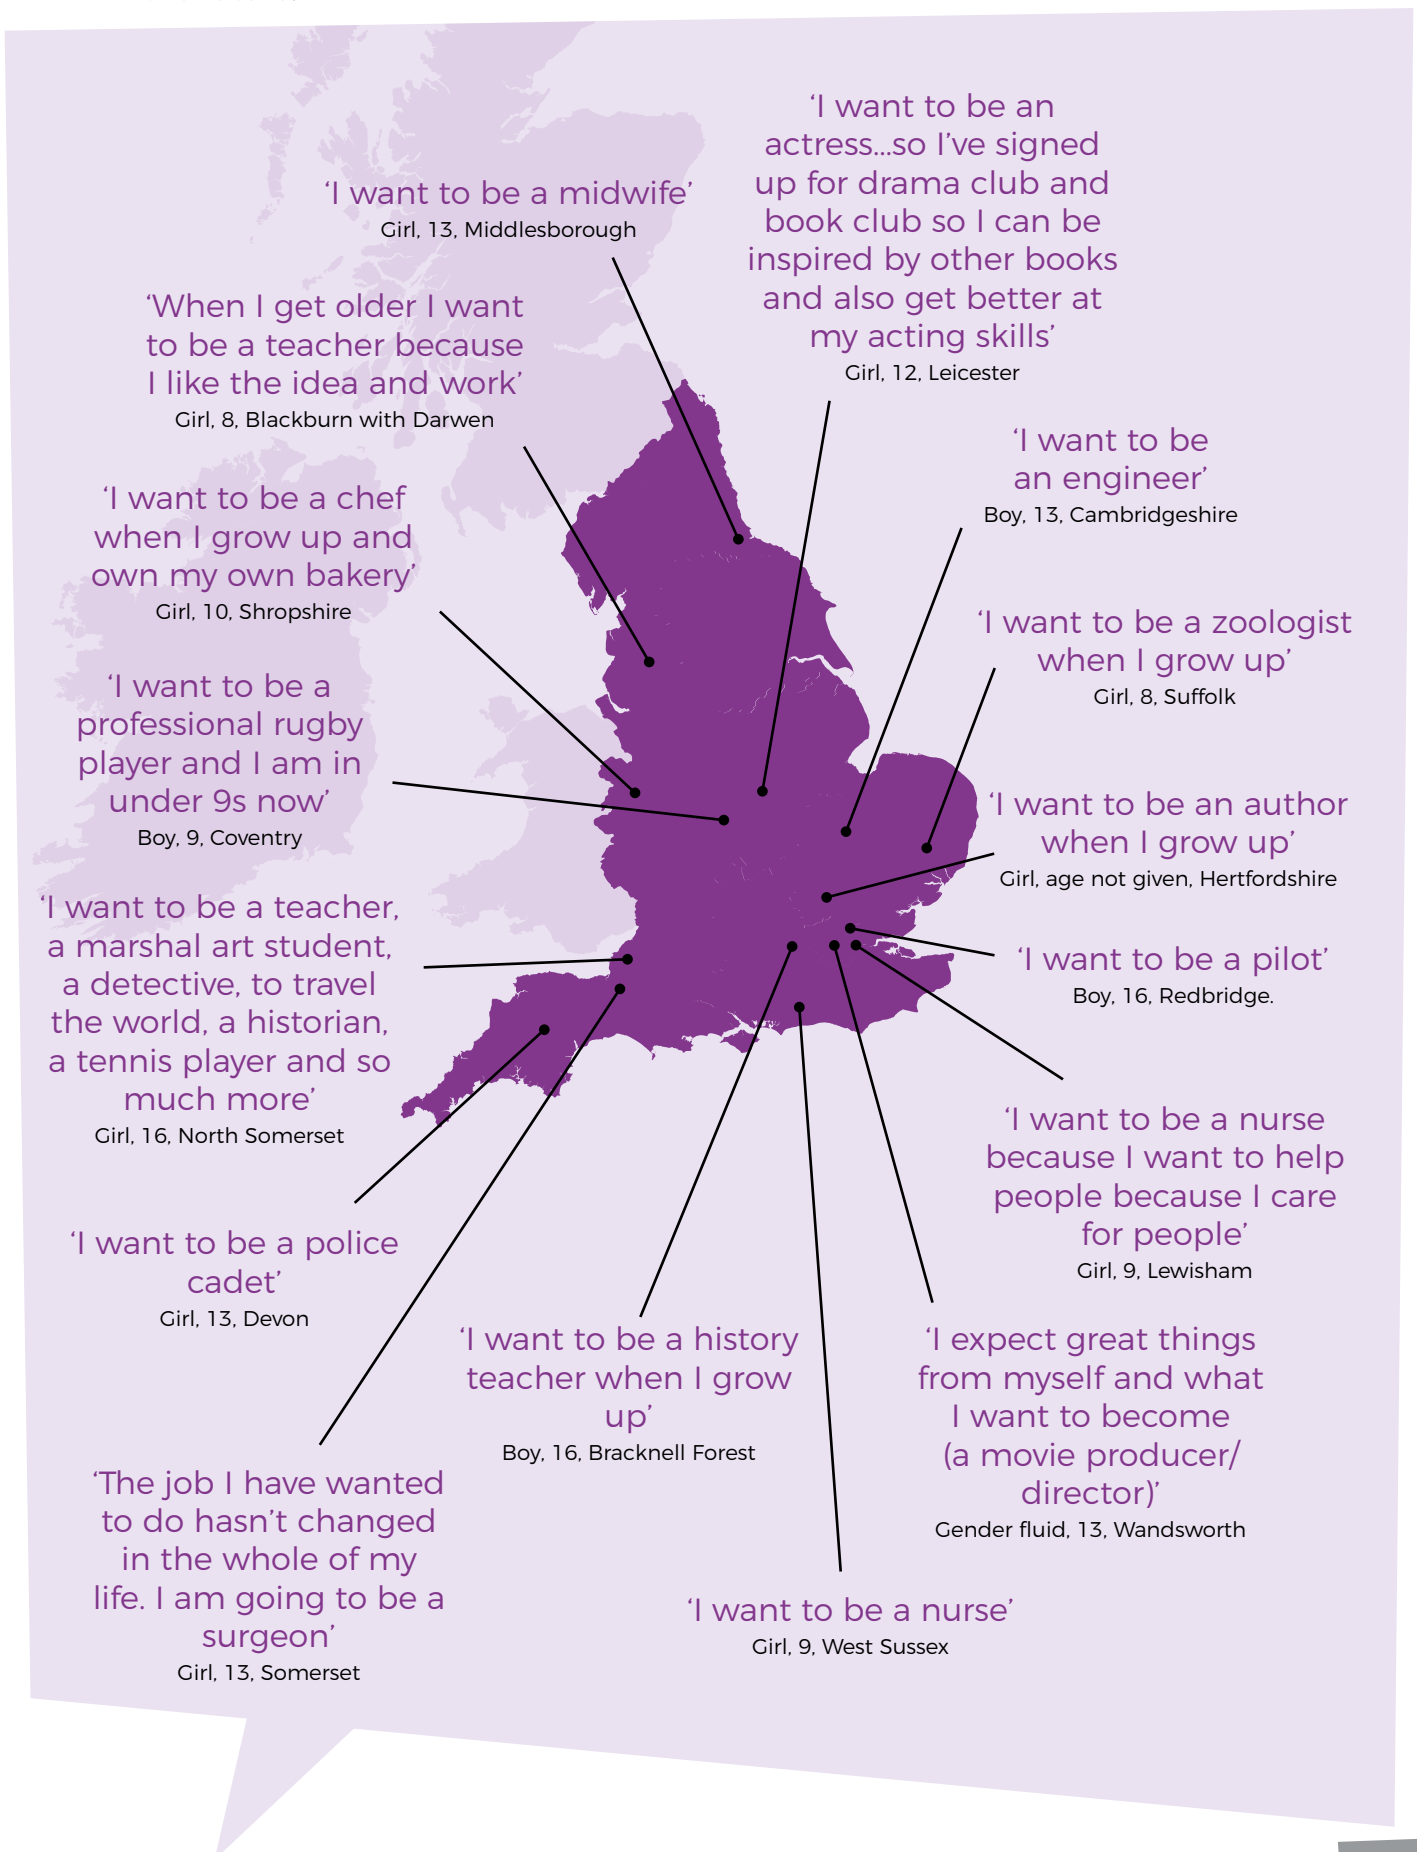 ‘I want to be a midwife’
Girl, 13, Middlesborough
‘I want to be an
actress...so I’ve signed
up for drama club and
book club so I can be
inspired by other books
and also get better at
my acting skills’
Girl, 12, Leicester
‘When I get older I want
to be a teacher because
I like the idea and work’
Girl, 8, Blackburn with Darwen
‘I want to be
an engineer’
Boy, 13, Cambridgeshire
‘I want to be a chef
when I grow up and
own my own bakery’
Girl, 10, Shropshire
‘I want to be a zoologist
when I grow up’
Girl, 8, Suffolk
‘I want to be a
professional rugby
player and I am in
under 9s now’
Boy, 9, Coventry
‘I want to be an author
when I grow up’
Girl, age not given, Hertfordshire
‘I want to be a teacher,
a marshal art student,
a detective, to travel
the world, a historian,
a tennis player and so
much more’
Girl, 16, North Somerset
‘I want to be a pilot’
Boy, 16, Redbridge.
‘I want to be a nurse
because I want to help
people because I care
for people’
Girl, 9, Lewisham
‘I want to be a police
cadet’
Girl, 13, Devon
‘I want to be a history
teacher when I grow
up’
Boy, 16, Bracknell Forest
‘I expect great things
from myself and what
I want to become
(a movie producer/
director)’
Gender fluid, 13, Wandsworth
‘The job I have wanted
to do hasn’t changed
in the whole of my
life. I am going to be a
surgeon’
Girl, 13, Somerset
‘I want to be a nurse’
Girl, 9, West Sussex